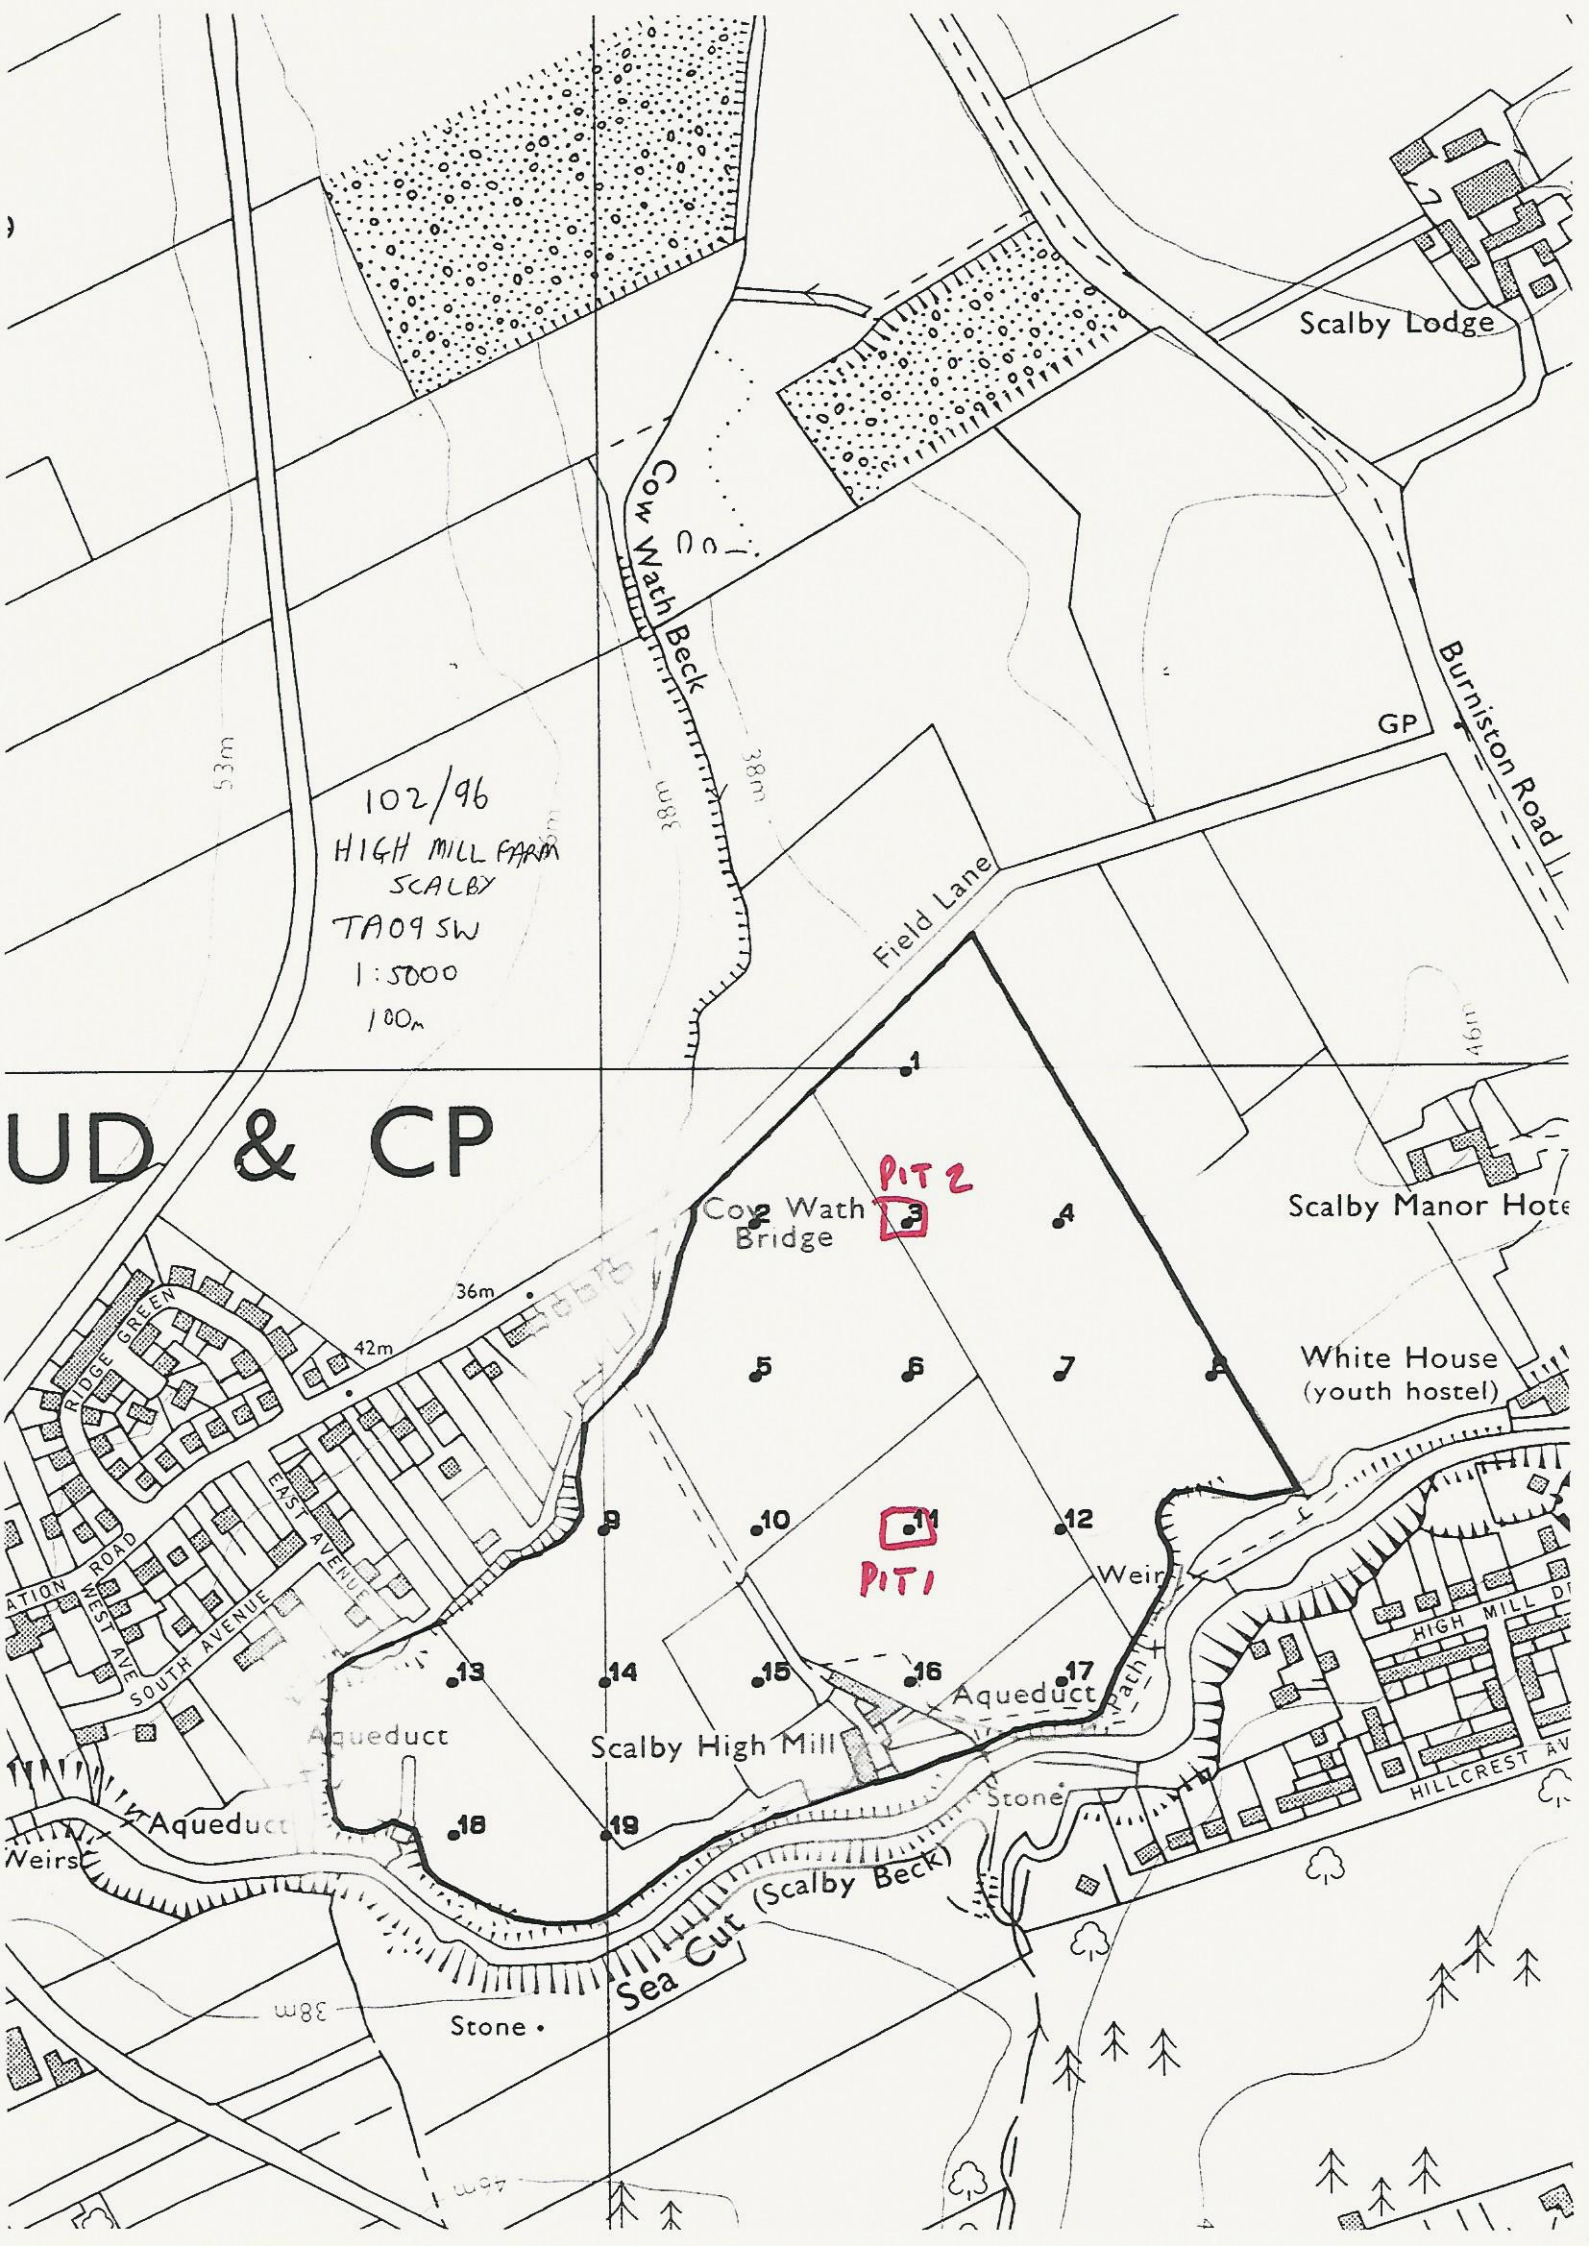 Scalby Lodge
Cow Wath Beck
Burniston Road
GP
53m
38m
38m
102/96
HIGH MILL FARM
SCALBY
TA09 SW
1:5000
100m
Field Lane
46m
1
UD & CP
PIT 2
Cow Wath
Bridge
2
3
4
Scalby Manor Hote
36m
42m
RIDGE GREEN
5
6
7
8
White House
(youth hostel)
EAST AVENUE
9
10
11
12
PIT 1
Weir
ATION ROAD
WEST AVE
SOUTH AVENUE
HIGH MILL D
13
14
15
16
17
Path
Aqueduct
Aqueduct
Scalby High Mill
HILLCREST AV
Stone
Aqueduct
18
19
Weirs
Sea Cut (Scalby Beck)
38m
Stone
46m